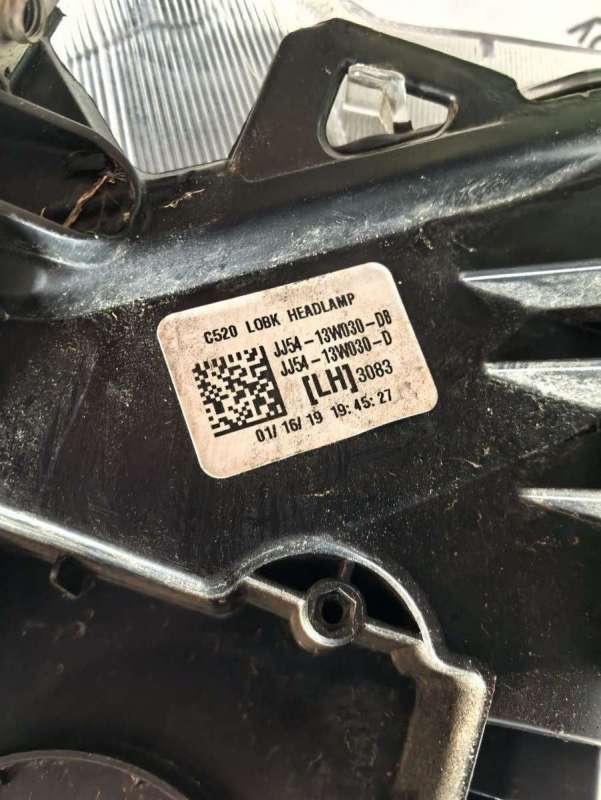 C520 LOBK HEADLAMP
JJ54-13W030-DB
JJ54-13W030-D
[LH]3083
01/16/19 19:45:27